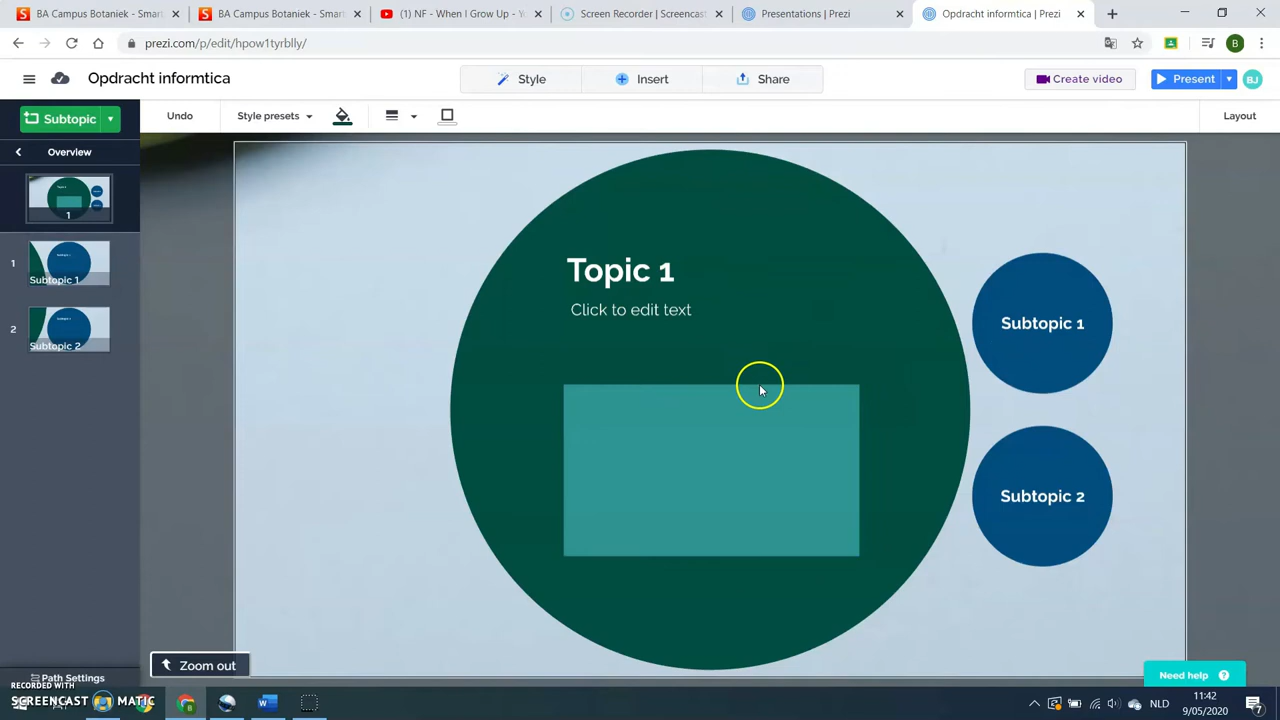 BA Campus Botaniek - Smart
BA Campus Botaniek - Smart
(1) NF - When I Grow Up - Y
Screen Recorder | Screencast
Presentations | Prezi
Opdracht informtica | Prezi
prezi.com/p/edit/hpow1tyrblly/
B
Opdracht informtica
Style
Insert
Share
Create video
Present
BJ
Subtopic
Undo
Style presets
Layout
Overview
1
1
Subtopic 1
2
Subtopic 2
Topic 1
Click to edit text
Subtopic 1
Subtopic 2
Zoom out
Path Settings
Need help ?
RECORDED WITH
SCREENCAST MATIC
NLD
11:42
9/05/2020
7